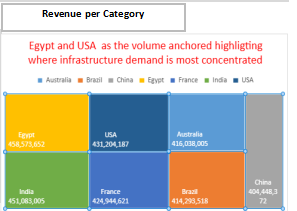 Revenue per Category
Egypt and USA as the volume anchored higligting
where infrastructure demand is most concentrated
Australia Brazil China Egypt France India USA
Egypt
458,573,652
USA
431,204,187
Australia
416,038,005
India
451,083,005
France
424,944,621
Brazil
414,293,518
China
404,448,3
72